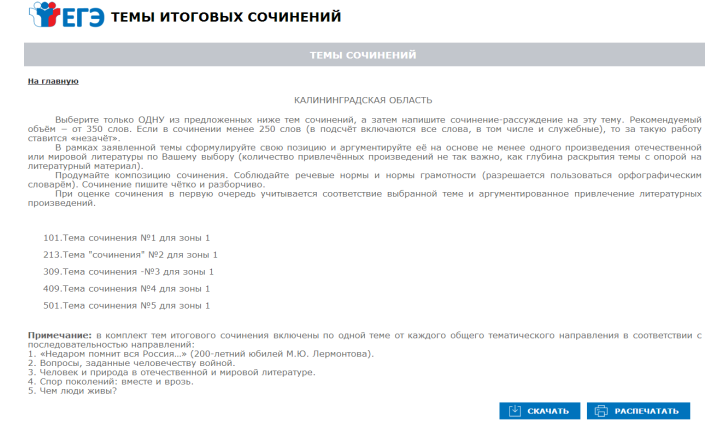 ЕГЭ ТЕМЫ ИТОГОВЫХ СОЧИНЕНИЙ
ТЕМЫ СОЧИНЕНИЙ
На главную
КАЛИНИНГРАДСКАЯ ОБЛАСТЬ
Выберите только ОДНУ из предложенных ниже тем сочинений, а затем напишите сочинение-рассуждение на эту тему. Рекомендуемый
объём – от 350 слов. Если в сочинении менее 250 слов (в подсчёт включаются все слова, в том числе и служебные), то за такую работу
ставится «незачёт».
В рамках заявленной темы сформулируйте свою позицию и аргументируйте её на основе не менее одного произведения отечественной
или мировой литературы по Вашему выбору (количество привлечённых произведений не так важно, как глубина раскрытия темы с опорой на
литературный материал).
Продумайте композицию сочинения. Соблюдайте речевые нормы и нормы грамотности (разрешается пользоваться орфографическим
словарём). Сочинение пишите чётко и разборчиво.
При оценке сочинения в первую очередь учитывается соответствие выбранной теме и аргументированное привлечение литературных
произведений.
101.Тема сочинения №1 для зоны 1
213.Тема "сочинения" №2 для зоны 1
309.Тема сочинения -№3 для зоны 1
409.Тема сочинения №4 для зоны 1
501.Тема сочинения №5 для зоны 1
Примечание: в комплект тем итогового сочинения включены по одной теме от каждого общего тематического направления в соответствии с
последовательностью направлений:
1. «Недаром помнит вся Россия…» (200-летний юбилей М.Ю. Лермонтова).
2. Вопросы, заданные человечеству войной.
3. Человек и природа в отечественной и мировой литературе.
4. Спор поколений: вместе и врозь.
5. Чем люди живы?
СКАЧАТЬ РАСПЕЧАТАТЬ